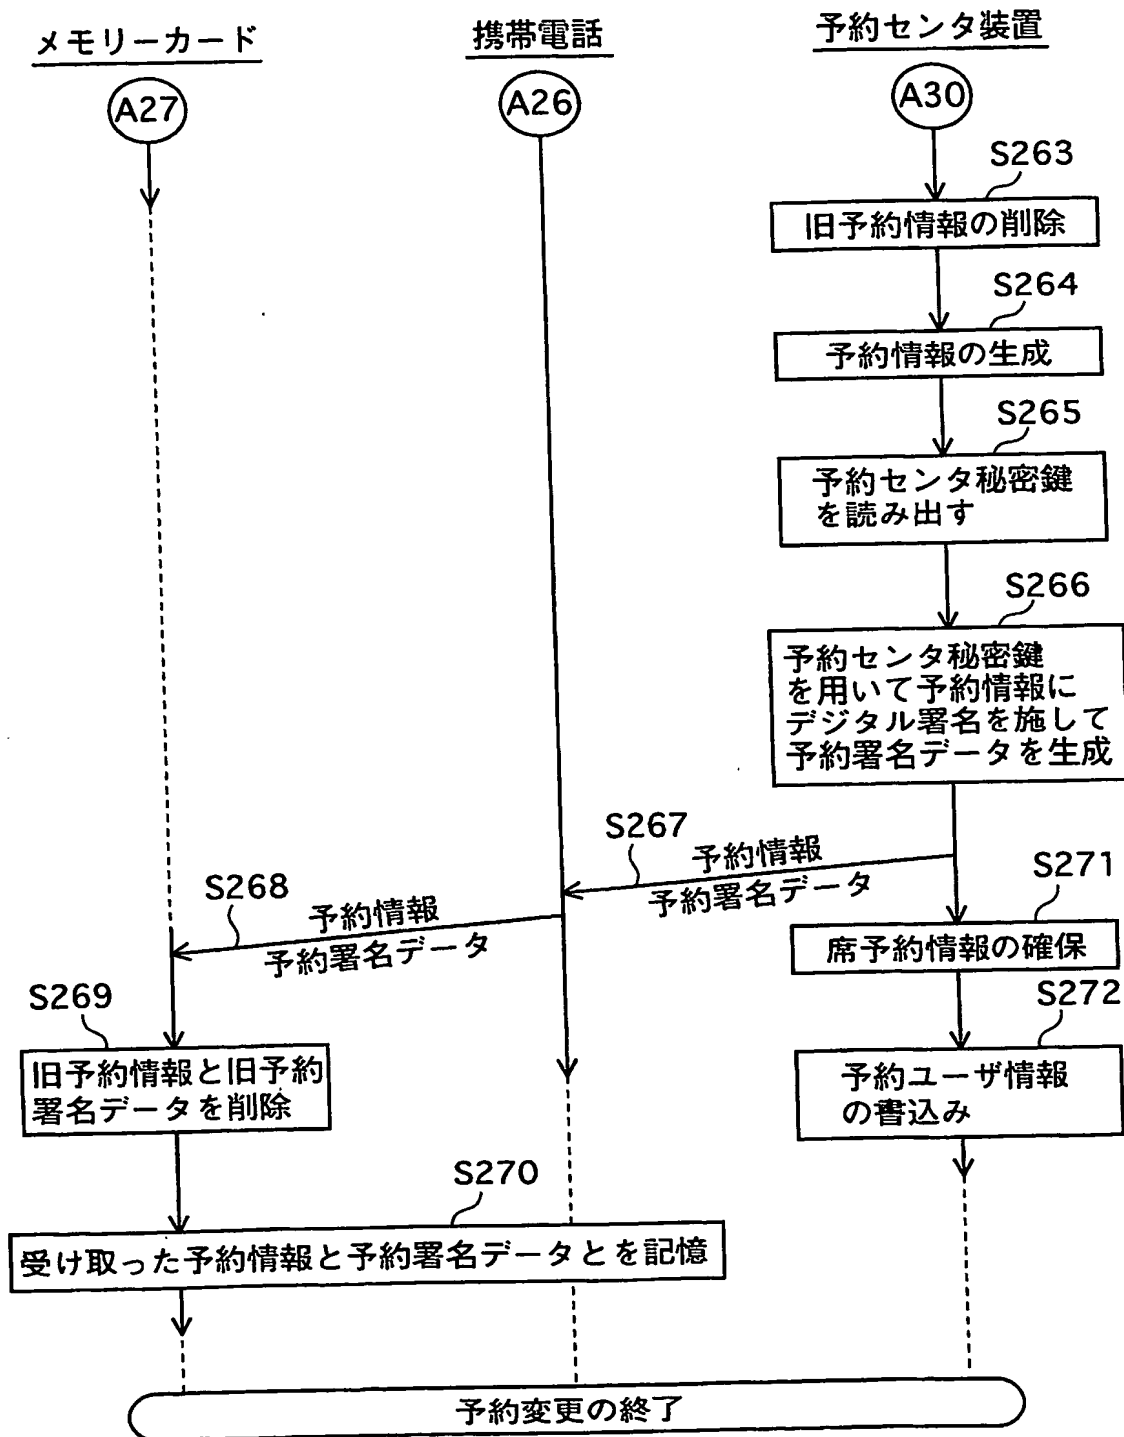 メモリーカード
携帯電話
予約センタ装置
A27
A26
A30
S263
旧予約情報の削除
S264
予約情報の生成
S265
予約センタ秘密鍵
を読み出す
S266
予約センタ秘密鍵
を用いて予約情報に
デジタル署名を施して
予約署名データを生成
S267
予約情報
予約署名データ
S268
予約情報
予約署名データ
S271
席予約情報の確保
S272
予約ユーザ情報
の書込み
S269
旧予約情報と旧予約
署名データを削除
S270
受け取った予約情報と予約署名データとを記憶
予約変更の終了